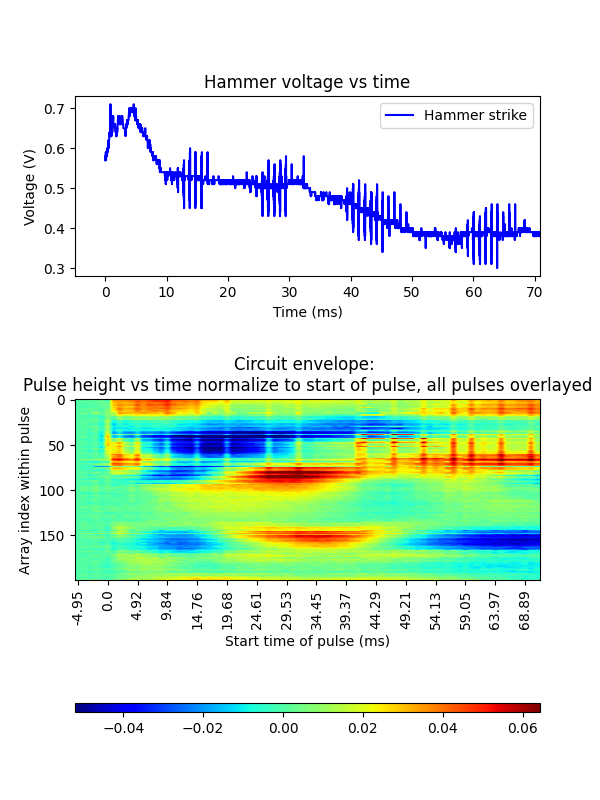 Hammer voltage vs time
Hammer strike
Voltage (V)
0.7
0.6
0.5
0.4
0.3
0 10 20 30 40 50 60 70
Time (ms)
Circuit envelope:
Pulse height vs time normalize to start of pulse, all pulses overlayed
Array index within pulse
0
50
100
150
-4.95 0.0 4.92 9.84 14.76 19.68 24.61 29.53 34.45 39.37 44.29 49.21 54.13 59.05 63.97 68.89
Start time of pulse (ms)
−0.04 −0.02 0.00 0.02 0.04 0.06